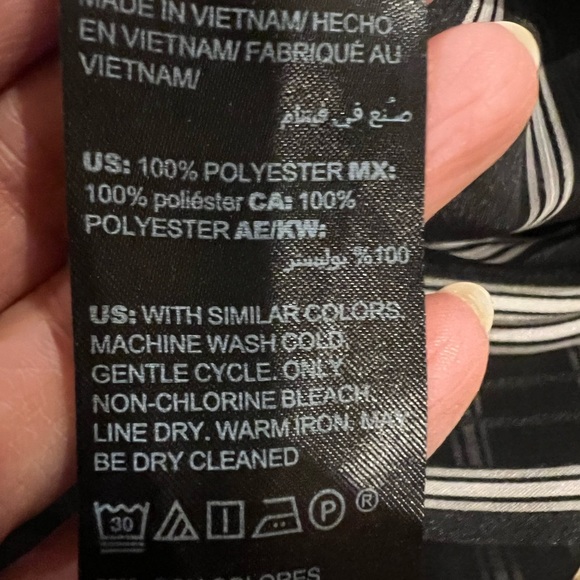 MADE IN VIETNAM/ HECHO
EN VIETNAM/ FABRIQUÉ AU
VIETNAM/
صنع في فيتنام
US: 100% POLYESTER MX:
100% poliéster CA: 100%
POLYESTER AE/KW:
100% بوليستر
US: WITH SIMILAR COLORS.
MACHINE WASH COLD,
GENTLE CYCLE. ONLY
NON-CHLORINE BLEACH.
LINE DRY. WARM IRON. MAY
BE DRY CLEANED
30 P ®
COLORES